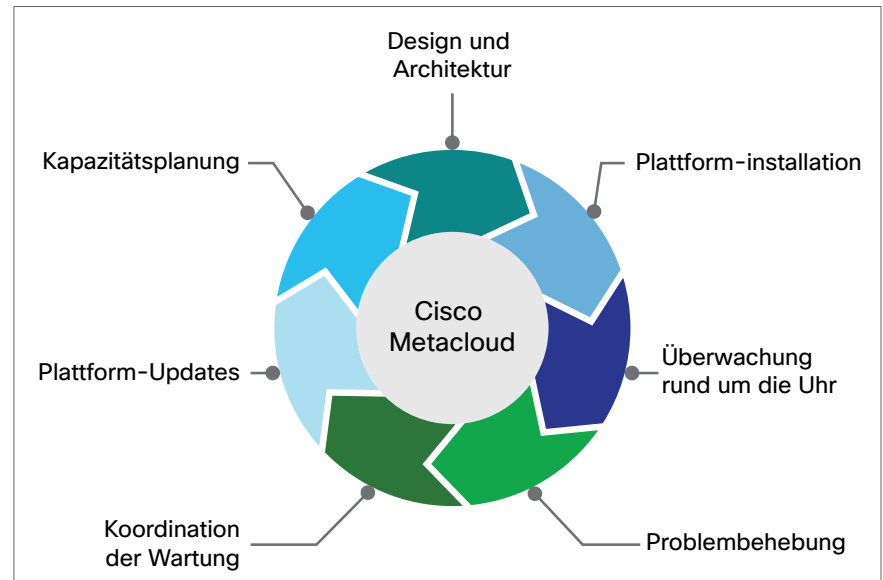 Design und
Architektur
Plattform-installation
Überwachung
rund um die Uhr
Problembehebung
Koordination
der Wartung
Plattform-Updates
Kapazitätsplanung
Cisco
Metacloud